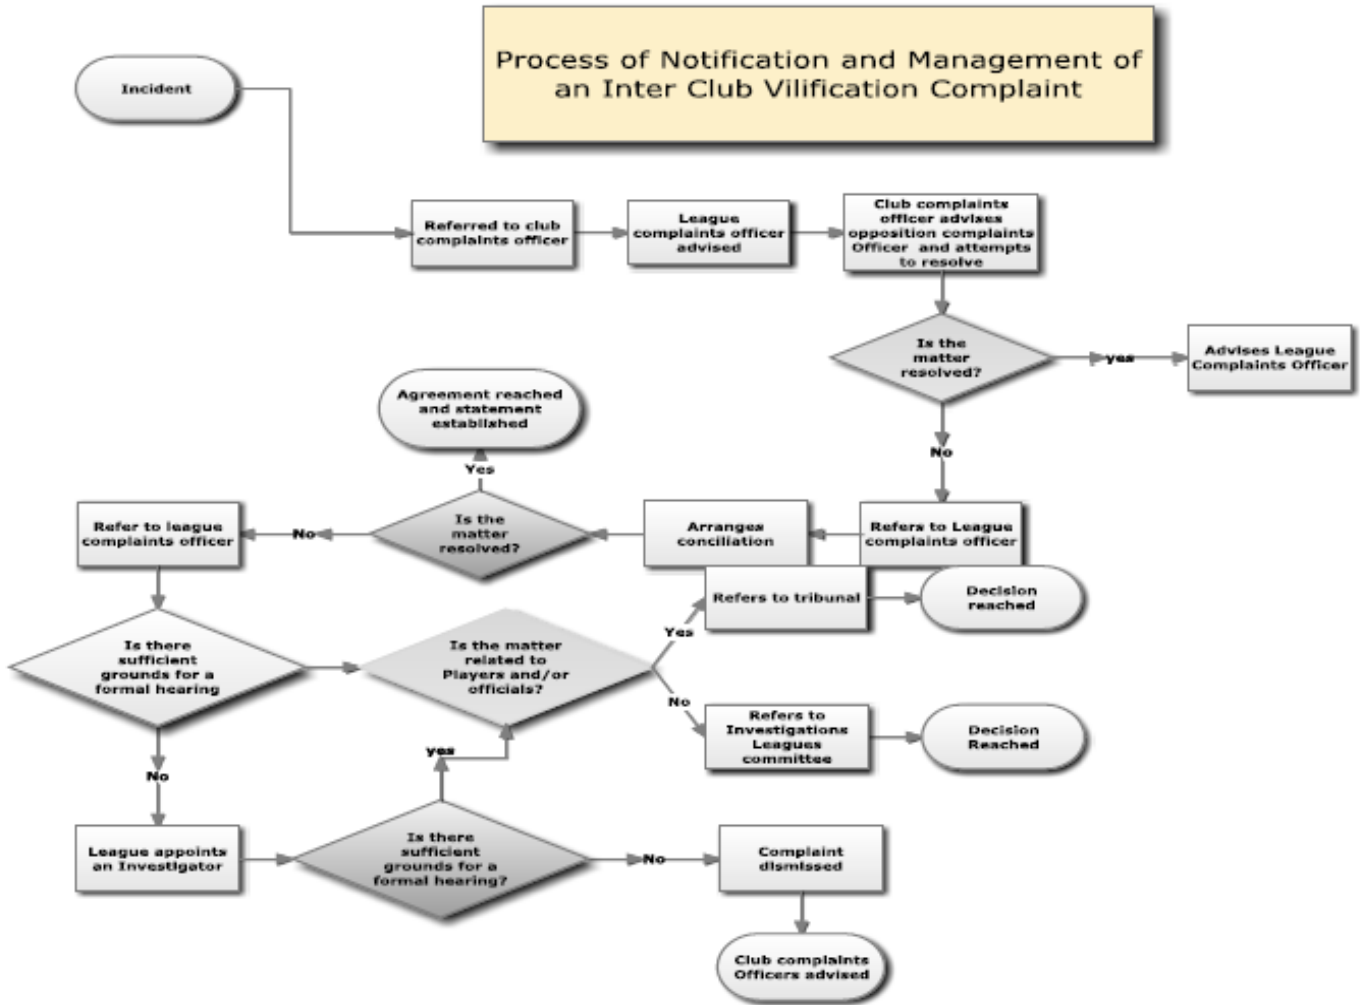 Process of Notification and Management of
an Inter Club Vilification Complaint
Incident
Referred to club
complaints officer
League
complaints officer
advised
Club complaints
officer advises
opposition complaints
Officer and attempts
to resolve
Is the
matter
resolved?
yes
Advises League
Complaints Officer
No
Agreement reached
and statement
established
Yes
Refer to league
complaints officer
No
Is the
matter
resolved?
Arranges
conciliation
Refers to League
complaints officer
Refers to tribunal
Decision
reached
Yes
Is there
sufficient
grounds for a
formal hearing
Is the matter
related to
Players and/or
officials?
No
Refers to
Investigations
Leagues
committee
Decision
Reached
No
yes
League appoints
an Investigator
Is there
sufficient
grounds for a
formal hearing?
No
Complaint
dismissed
Club complaints
Officers advised